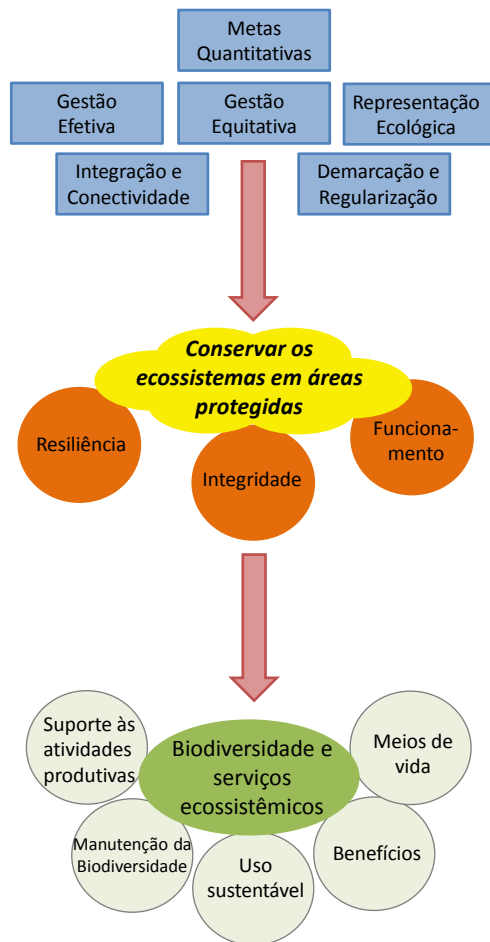 Metas
Quantitativas
Gestão
Efetiva
Gestão
Equitativa
Representação
Ecológica
Integração e
Conectividade
Demarcação e
Regularização
Conservar os
ecossistemas em áreas
protegidas
Resiliência
Integridade
Funciona-
mento
Suporte às
atividades
produtivas
Biodiversidade e
serviços
ecossistêmicos
Meios de
vida
Manutenção da
Biodiversidade
Uso
sustentável
Benefícios